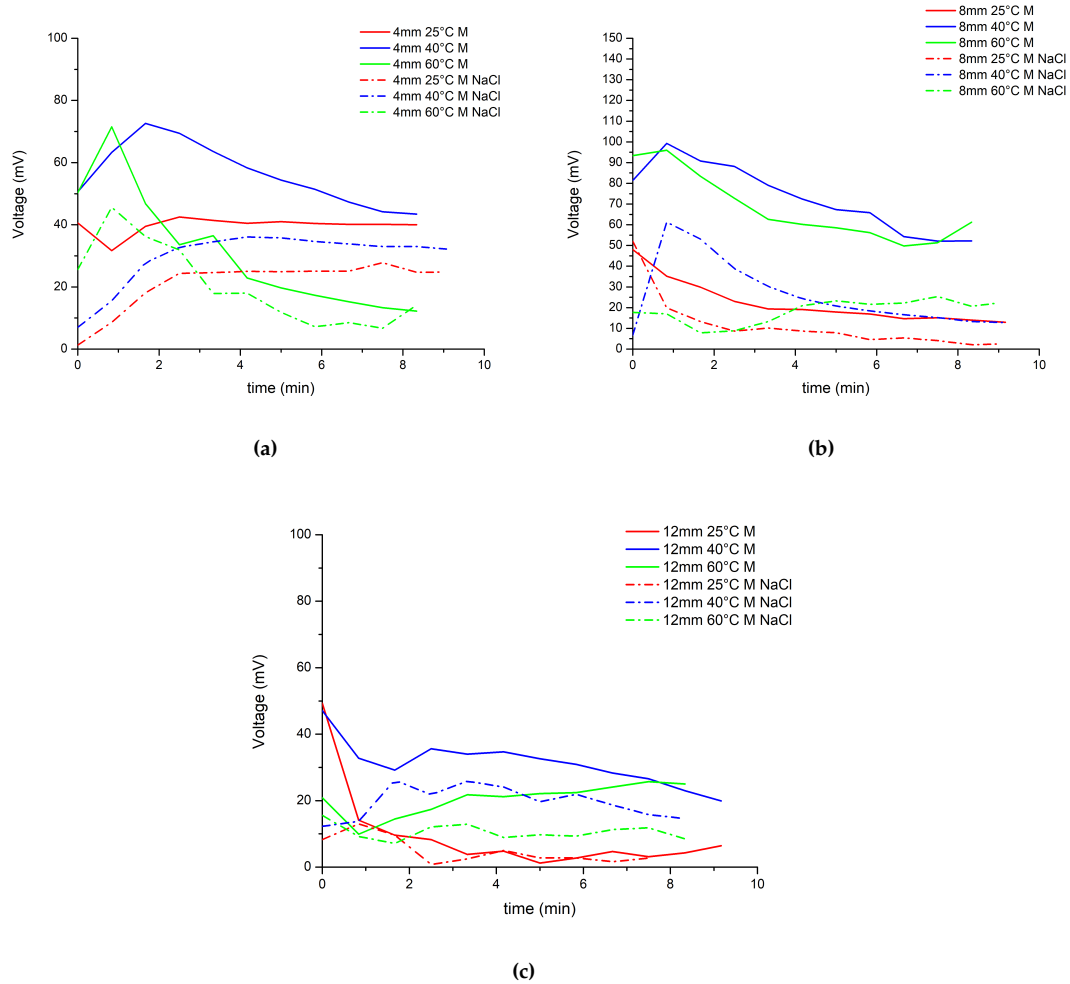 4mm 25°C M
4mm 40°C M
4mm 60°C M
4mm 25°C M NaCl
4mm 40°C M NaCl
4mm 60°C M NaCl
100
80
60
40
20
0
Voltage (mV)
0 2 4 6 8 10
time (min)
(a)
8mm 25°C M
8mm 40°C M
8mm 60°C M
8mm 25°C M NaCl
8mm 40°C M NaCl
8mm 60°C M NaCl
150
140
130
120
110
100
90
80
70
60
50
40
30
20
10
0
Voltage (mV)
0 2 4 6 8 10
time (min)
(b)
12mm 25°C M
12mm 40°C M
12mm 60°C M
12mm 25°C M NaCl
12mm 40°C M NaCl
12mm 60°C M NaCl
100
80
60
40
20
0
Voltage (mV)
0 2 4 6 8 10
time (min)
(c)